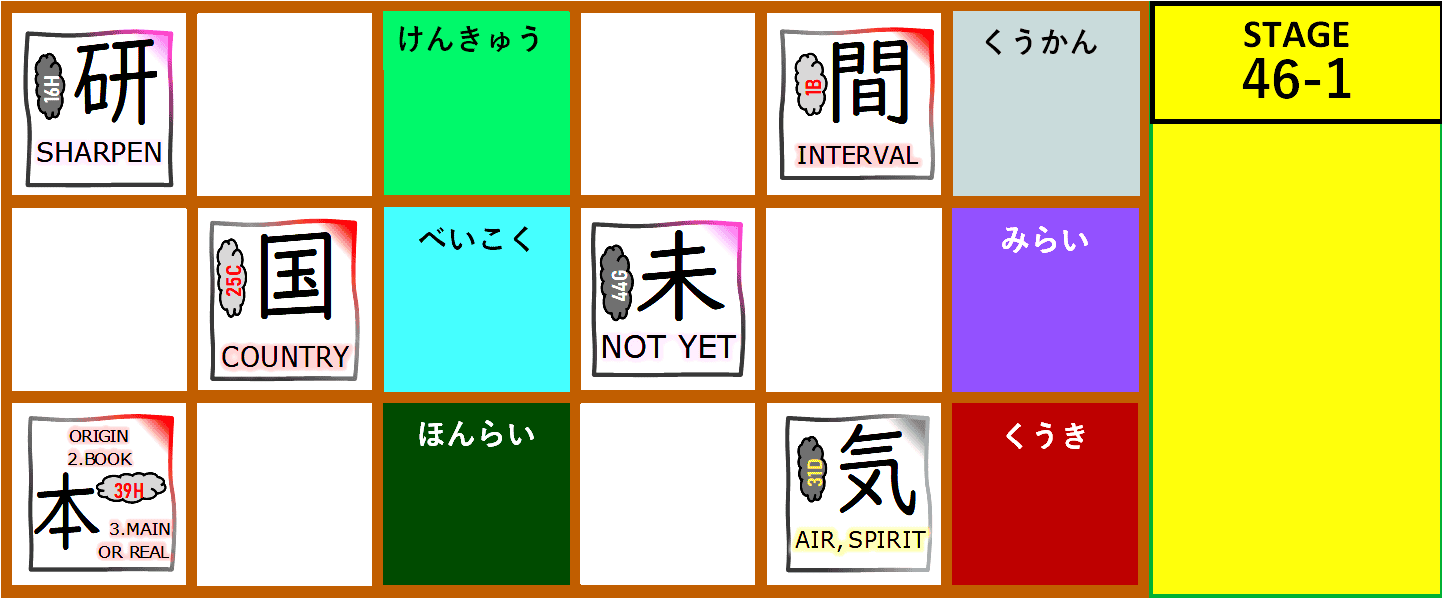 研
16H
SHARPEN
けんきゅう
間
1B
INTERVAL
くうかん
STAGE
46-1
国
25C
COUNTRY
べいこく
未
44G
NOT YET
みらい
ORIGIN
2.BOOK
本
39H
3.MAIN
OR REAL
ほんらい
気
31D
AIR, SPIRIT
くうき